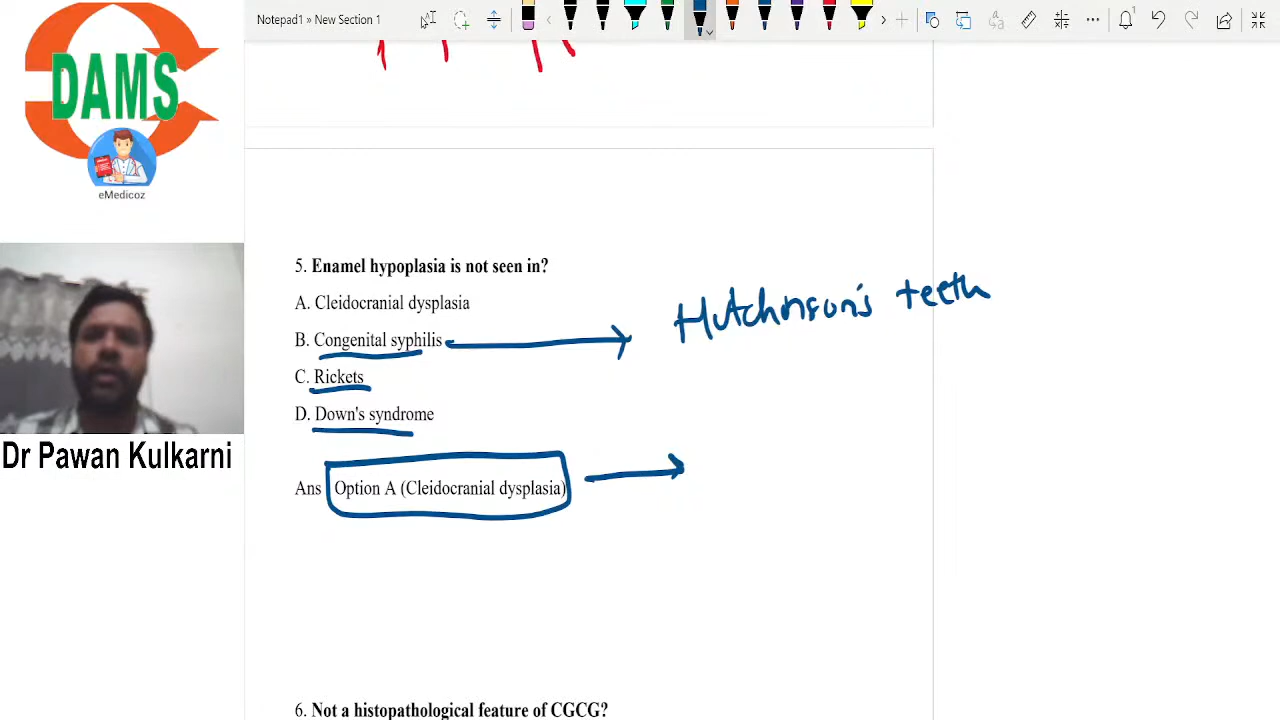 Notepad1 » New Section 1
DAMS
eMedicoz
5. Enamel hypoplasia is not seen in?
A. Cleidocranial dysplasia
B. Congenital syphilis
Hutchinson's teeth
C. Rickets
D. Down's syndrome
Dr Pawan Kulkarni
Ans Option A (Cleidocranial dysplasia)
6. Not a histopathological feature of CGCG?